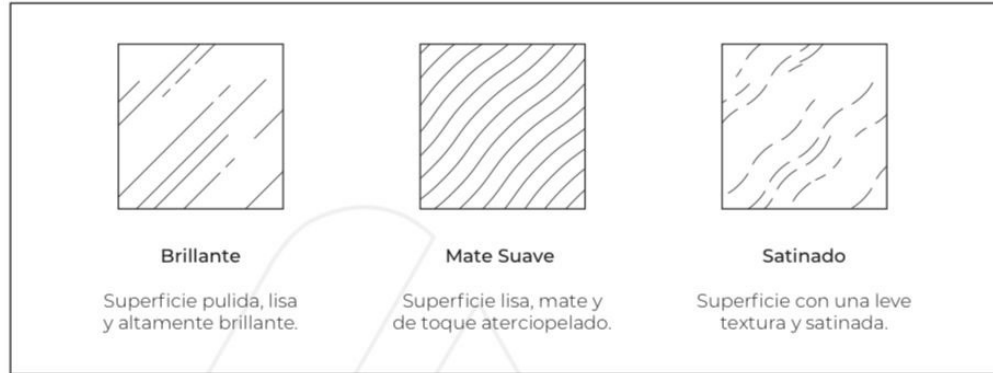 Brillante
Superficie pulida, lisa
y altamente brillante.
Mate Suave
Superficie lisa, mate y
de toque aterciopelado.
Satinado
Superficie con una leve
textura y satinada.